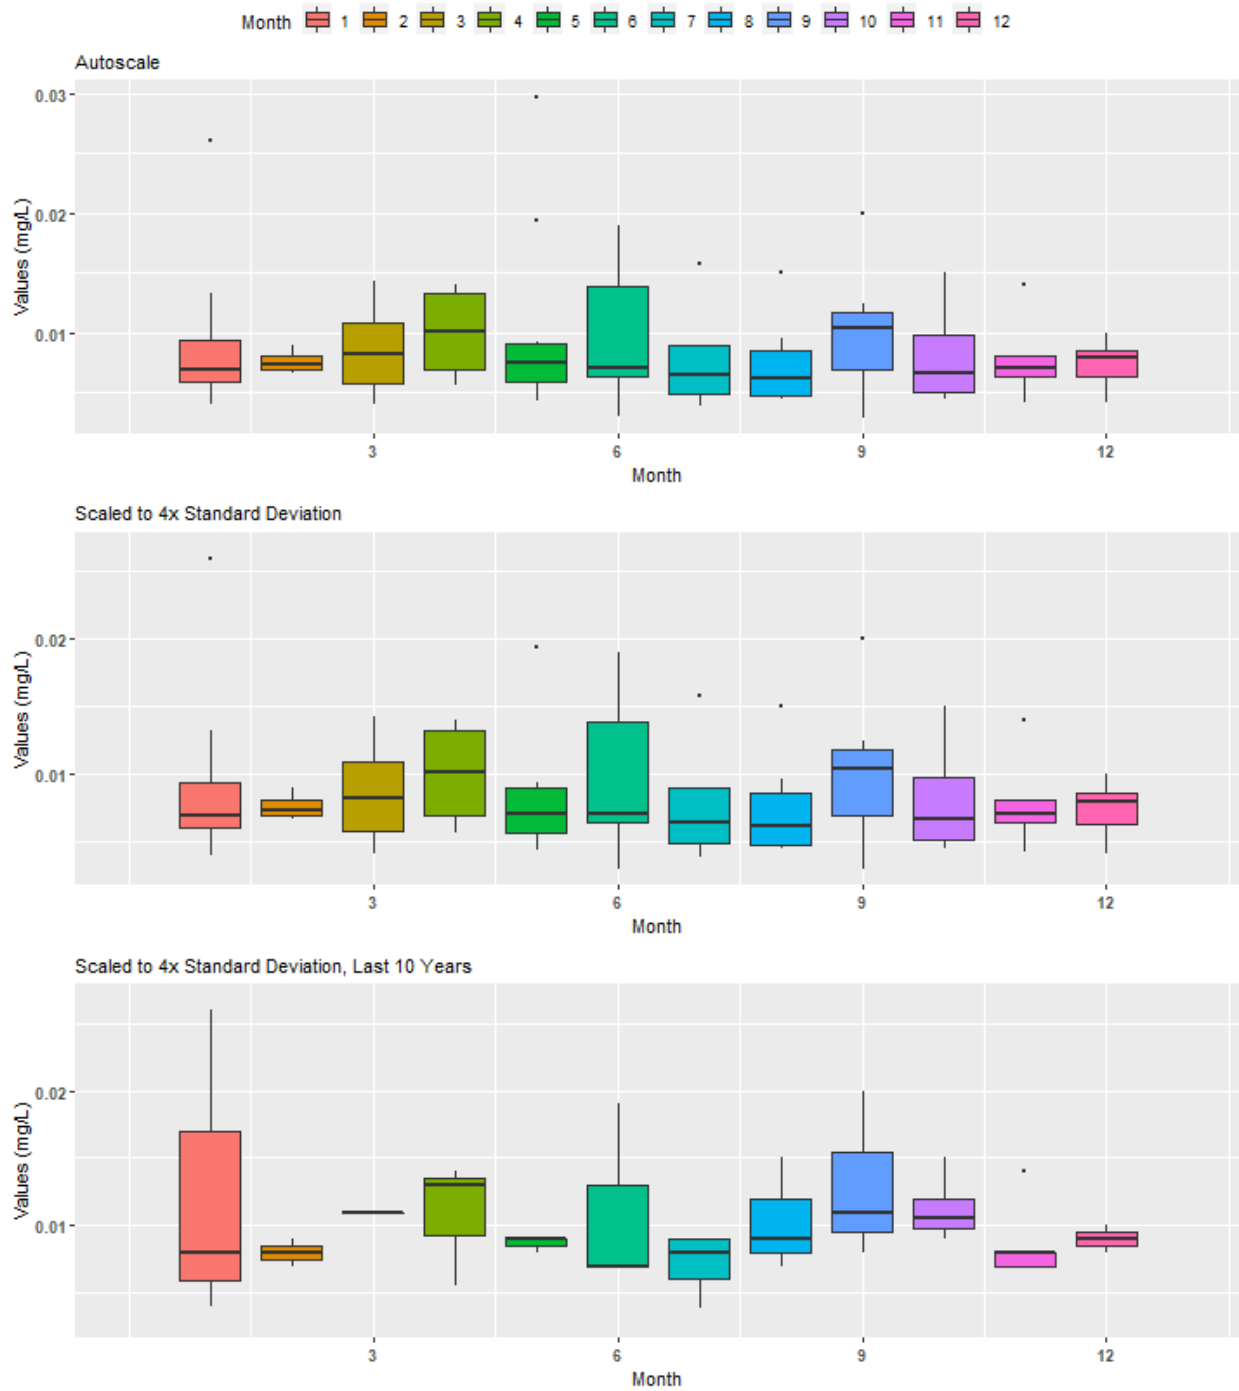 Month 1 2 3 4 5 6 7 8 9 10 11 12
Autoscale
0.03
0.02
0.01
Values (mg/L)
3 6 9 12
Month
Scaled to 4x Standard Deviation
0.02
0.01
Values (mg/L)
3 6 9 12
Month
Scaled to 4x Standard Deviation, Last 10 Years
0.02
0.01
Values (mg/L)
3 6 9 12
Month